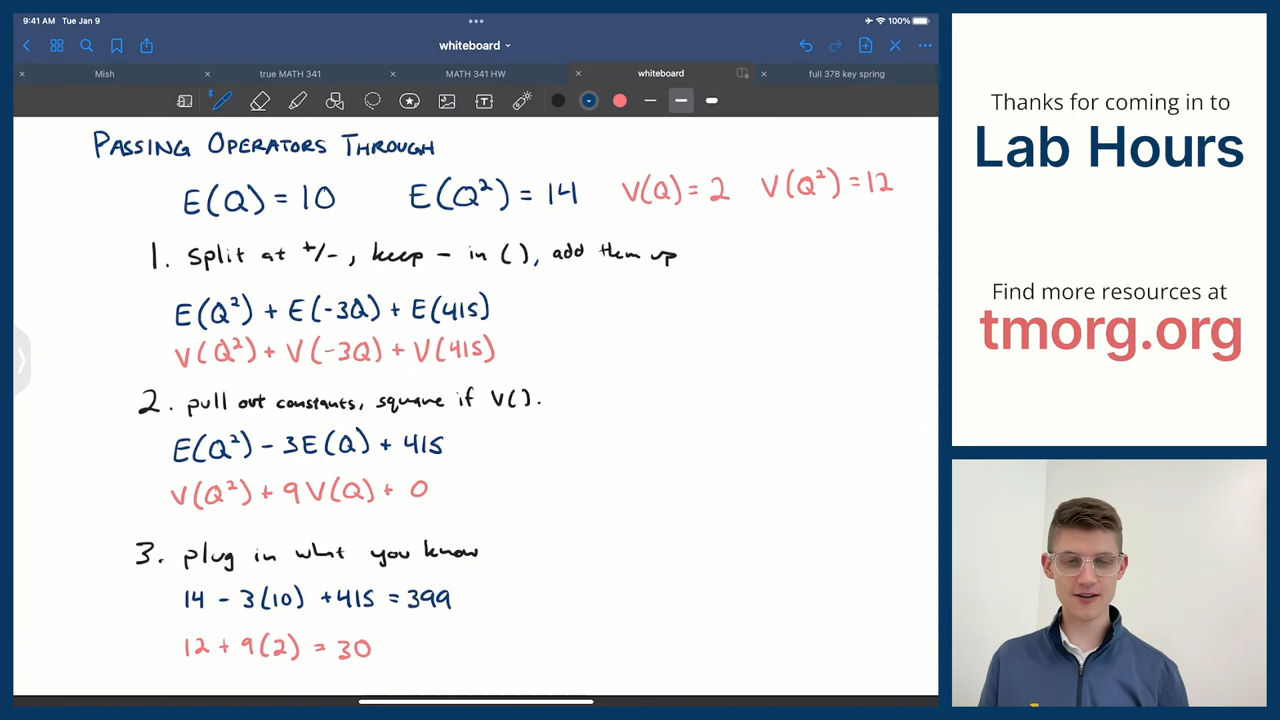 9:41 AM Tue Jan 9
100%
whiteboard
Mish
true MATH 341
MATH 341 HW
whiteboard
full 378 key spring
PASSING OPERATORS THROUGH
E(Q) = 10 E(Q²) = 14 V(Q) = 2 V(Q²) = 12
1. split at +/-, keep - in (), add them up
E(Q²) + E(-3Q) + E(415)
V(Q²) + V(-3Q) + V(415)
2. pull out constants, square if V().
E(Q²) - 3E(Q) + 415
V(Q²) + 9V(Q) + 0
3. plug in what you know
14 - 3(10) + 415 = 399
12 + 9(2) = 30
Thanks for coming in to
Lab Hours
Find more resources at
tmorg.org